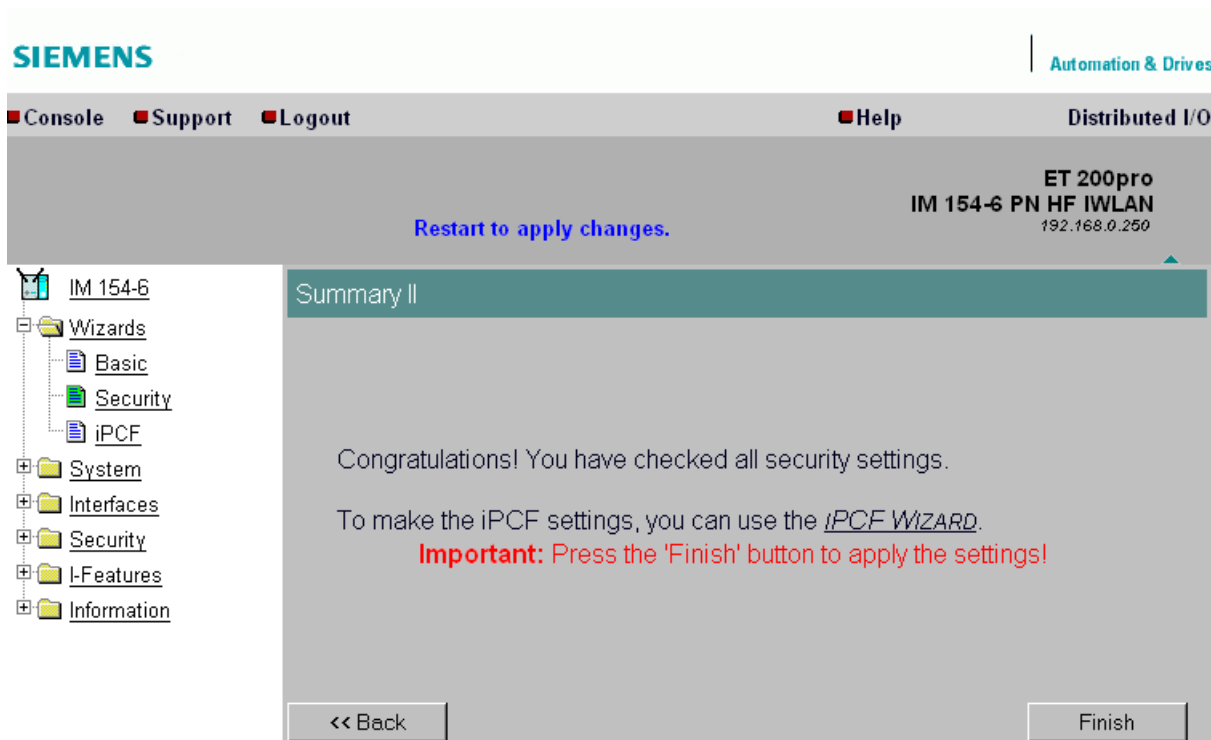 SIEMENS
Automation & Drives
Console Support Logout Help Distributed I/O
ET 200pro
IM 154-6 PN HF IWLAN
192.168.0.250
Restart to apply changes.
IM 154-6
Wizards
Basic
Security
iPCF
System
Interfaces
Security
I-Features
Information
Summary II
Congratulations! You have checked all security settings.
To make the iPCF settings, you can use the iPCF WIZARD.
Important: Press the 'Finish' button to apply the settings!
<< Back
Finish